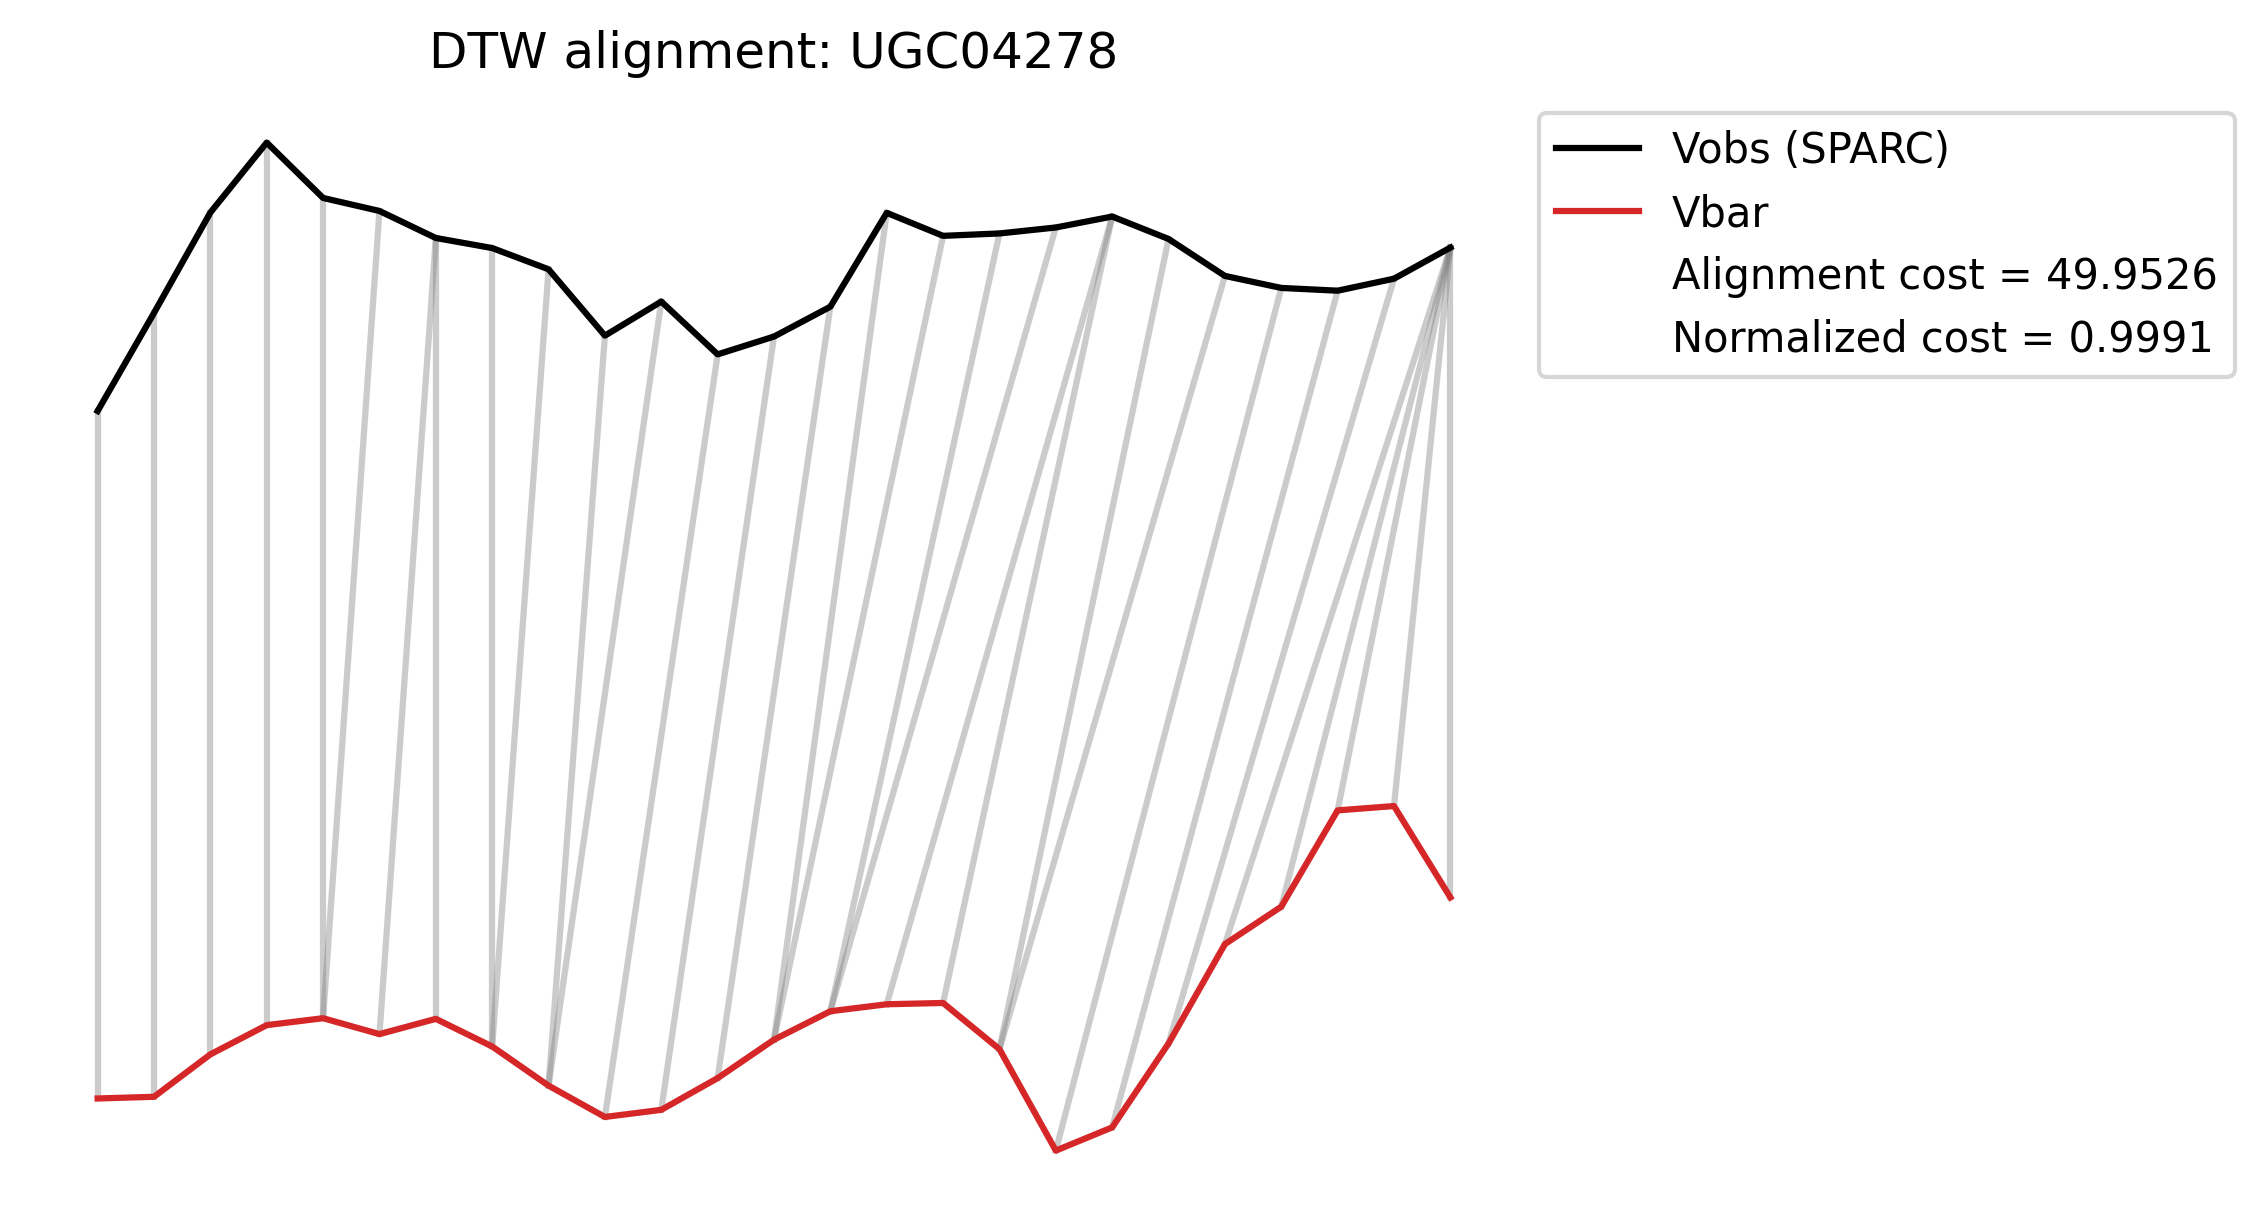 DTW alignment: UGC04278
Vobs (SPARC)
Vbar
Alignment cost = 49.9526
Normalized cost = 0.9991